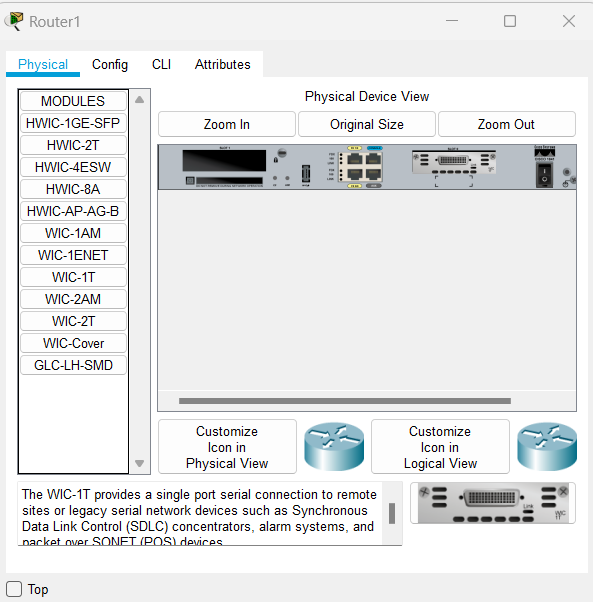 Router1
Physical
Config
CLI
Attributes
MODULES
HWIC-1GE-SFP
HWIC-2T
HWIC-4ESW
HWIC-8A
HWIC-AP-AG-B
WIC-1AM
WIC-1ENET
WIC-1T
WIC-2AM
WIC-2T
WIC-Cover
GLC-LH-SMD
Physical Device View
Zoom In
Original Size
Zoom Out
Customize
Icon in
Physical View
Customize
Icon in
Logical View
The WIC-1T provides a single port serial connection to remote
sites or legacy serial network devices such as Synchronous
Data Link Control (SDLC) concentrators, alarm systems, and
packet over SONET (POS) devices.
Link
WIC
1T
Top